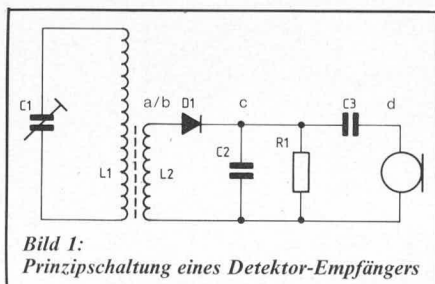 C1
L1
a/b
D1
L2
c
C2
R1
C3
d
Bild 1:
Prinzipschaltung eines Detektor-Empfängers